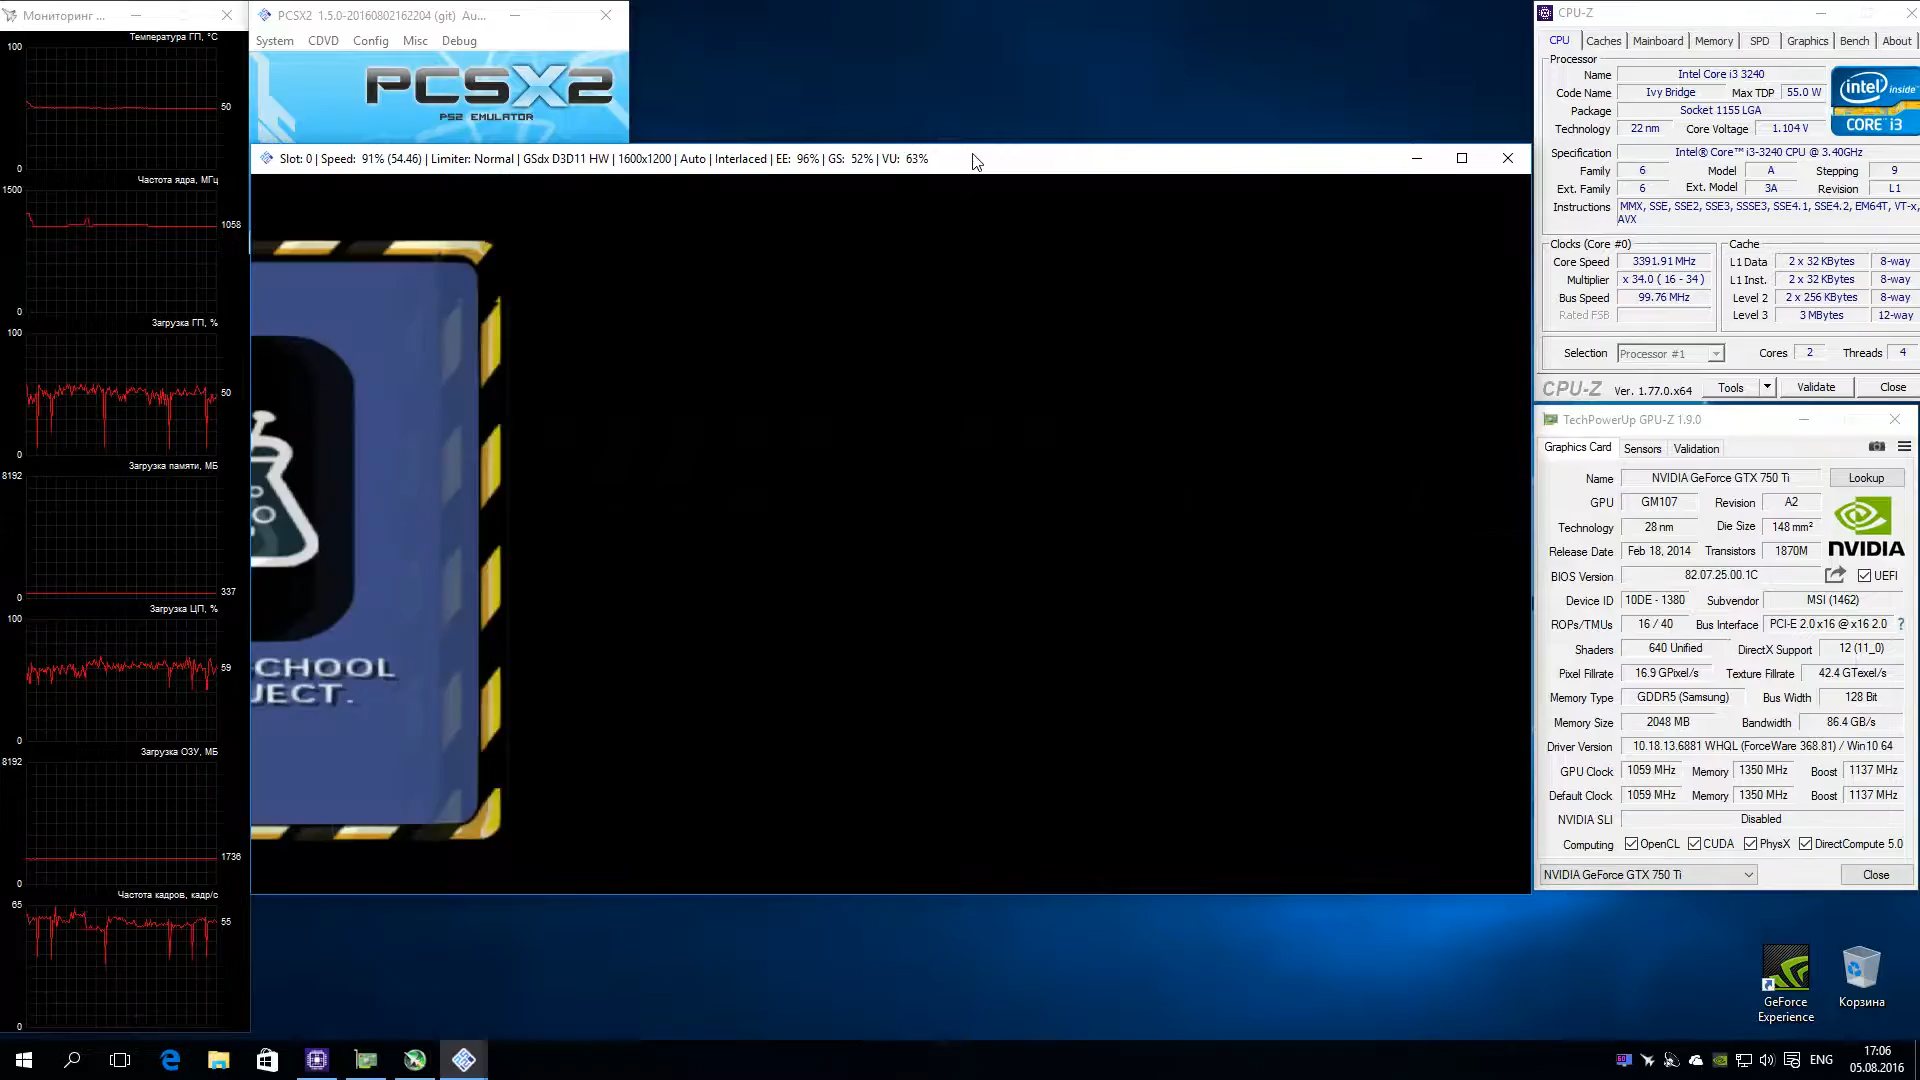 Мониторинг ...
Температура ГП, °C
100
50
0
Частота ядра, МГц
1500
1058
0
Загрузка ГП, %
100
50
0
Загрузка памяти, МБ
8192
337
0
Загрузка ЦП, %
100
59
0
Загрузка ОЗУ, МБ
8192
1736
0
Частота кадров, кадр/с
65
55
0
PCSX2 1.5.0-20160802162204 (git) Au...
System CDVD Config Misc Debug
PCSX2
PS2 EMULATOR
Slot: 0 | Speed: 91% (54.46) | Limiter: Normal | GSdx D3D11 HW | 1600x1200 | Auto | Interlaced | EE: 96% | GS: 52% | VU: 63%
CHOOL
JECT.
CPU-Z
CPU Caches Mainboard Memory SPD Graphics Bench About
Processor
Name Intel Core i3 3240
Code Name Ivy Bridge Max TDP 55.0 W
Package Socket 1155 LGA
Technology 22 nm Core Voltage 1.104 V
intel inside
CORE i3
Specification Intel® Core™ i3-3240 CPU @ 3.40GHz
Family 6 Model A Stepping 9
Ext. Family 6 Ext. Model 3A Revision L1
Instructions MMX, SSE, SSE2, SSE3, SSSE3, SSE4.1, SSE4.2, EM64T, VT-x,
AVX
Clocks (Core #0) Cache
Core Speed 3391.91 MHz L1 Data 2 x 32 KBytes 8-way
Multiplier x 34.0 ( 16 - 34 ) L1 Inst. 2 x 32 KBytes 8-way
Bus Speed 99.76 MHz Level 2 2 x 256 KBytes 8-way
Rated FSB Level 3 3 MBytes 12-way
Selection Processor #1 Cores 2 Threads 4
CPU-Z Ver. 1.77.0.x64 Tools Validate Close
TechPowerUp GPU-Z 1.9.0
Graphics Card Sensors Validation
Name NVIDIA GeForce GTX 750 Ti Lookup
GPU GM107 Revision A2
Technology 28 nm Die Size 148 mm²
Release Date Feb 18, 2014 Transistors 1870M
NVIDIA
BIOS Version 82.07.25.00.1C UEFI
Device ID 10DE - 1380 Subvendor MSI (1462)
ROPs/TMUs 16 / 40 Bus Interface PCI-E 2.0 x16 @ x16 2.0 ?
Shaders 640 Unified DirectX Support 12 (11_0)
Pixel Fillrate 16.9 GPixel/s Texture Fillrate 42.4 GTexel/s
Memory Type GDDR5 (Samsung) Bus Width 128 Bit
Memory Size 2048 MB Bandwidth 86.4 GB/s
Driver Version 10.18.13.6881 WHQL (ForceWare 368.81) / Win10 64
GPU Clock 1059 MHz Memory 1350 MHz Boost 1137 MHz
Default Clock 1059 MHz Memory 1350 MHz Boost 1137 MHz
NVIDIA SLI Disabled
Computing OpenCL CUDA PhysX DirectCompute 5.0
NVIDIA GeForce GTX 750 Ti Close
GeForce
Experience
Корзина
ENG
17:06
05.08.2016